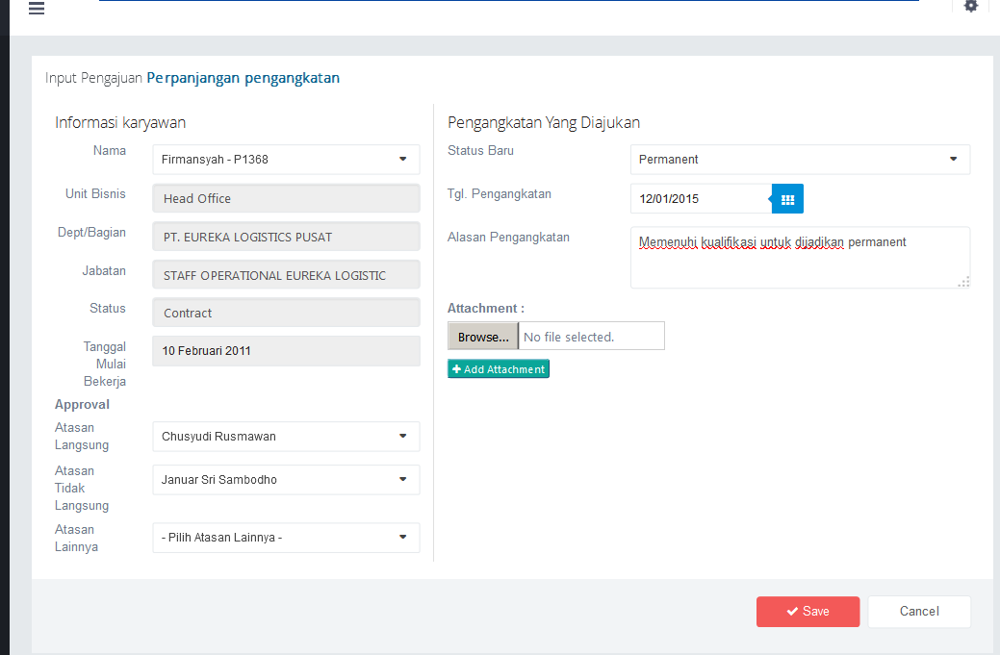 Input Pengajuan Perpanjangan pengangkatan
Informasi karyawan
Nama
Firmansyah - P1368
Unit Bisnis
Head Office
Dept/Bagian
PT. EUREKA LOGISTICS PUSAT
Jabatan
STAFF OPERATIONAL EUREKA LOGISTIC
Status
Contract
Tanggal
Mulai
Bekerja
10 Februari 2011
Approval
Atasan
Langsung
Chusyudi Rusmawan
Atasan
Tidak
Langsung
Januar Sri Sambodho
Atasan
Lainnya
- Pilih Atasan Lainnya -
Pengangkatan Yang Diajukan
Status Baru
Permanent
Tgl. Pengangkatan
12/01/2015
Alasan Pengangkatan
Memenuhi kualifikasi untuk dijadikan permanent
Attachment :
Browse... No file selected.
Add Attachment
Save
Cancel